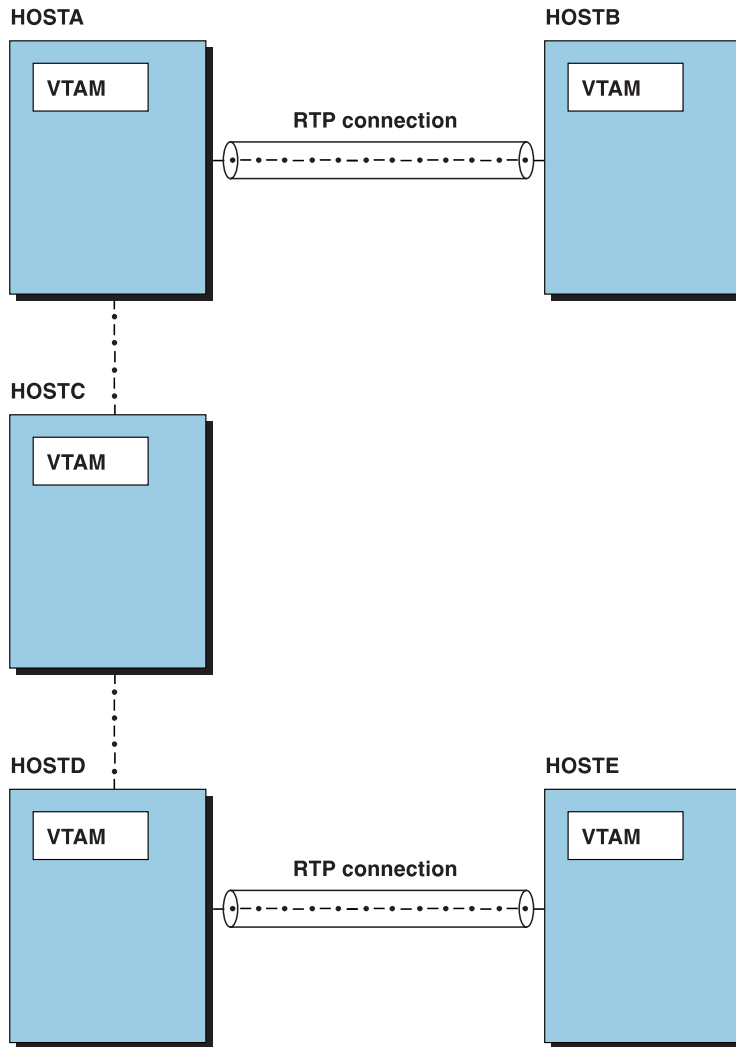 HOSTA
HOSTB
VTAM
VTAM
RTP connection
HOSTC
VTAM
HOSTD
HOSTE
VTAM
VTAM
RTP connection